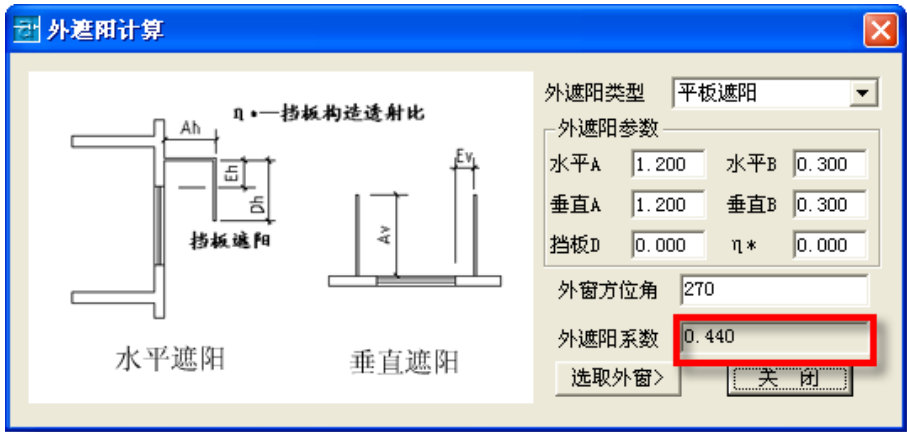 外遮阳计算
η*—挡板构造透射比
Ah
Eh
Dh
挡板遮阳
水平遮阳
Ev
Av
垂直遮阳
外遮阳类型 平板遮阳
外遮阳参数
水平A 1.200 水平B 0.300
垂直A 1.200 垂直B 0.300
挡板D 0.000 η* 0.000
外窗方位角 270
外遮阳系数 0.440
选取外窗> 关 闭